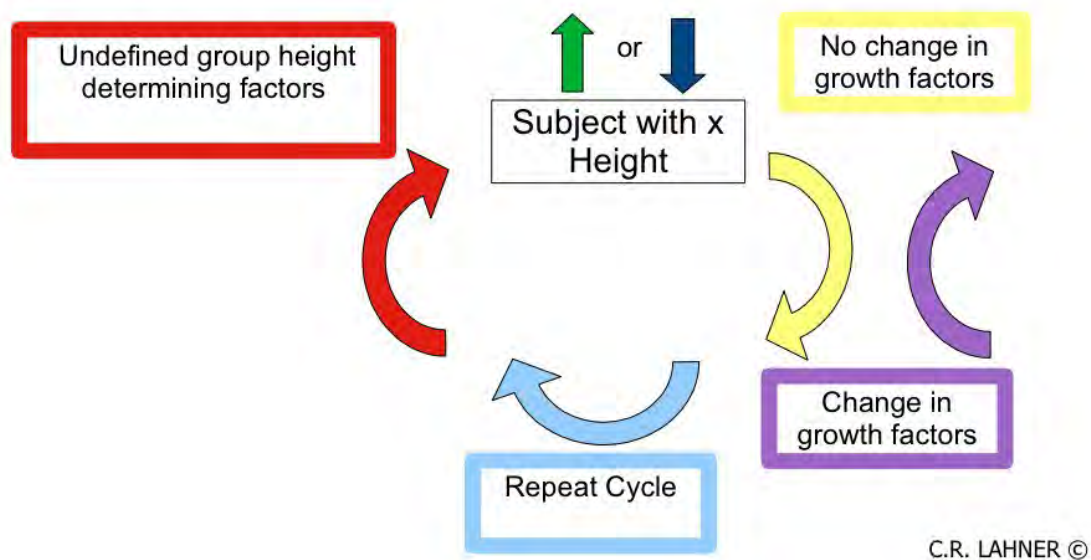 Undefined group height
determining factors
or
Subject with x
Height
No change in
growth factors
Change in
growth factors
Repeat Cycle
C.R. LAHNER ©